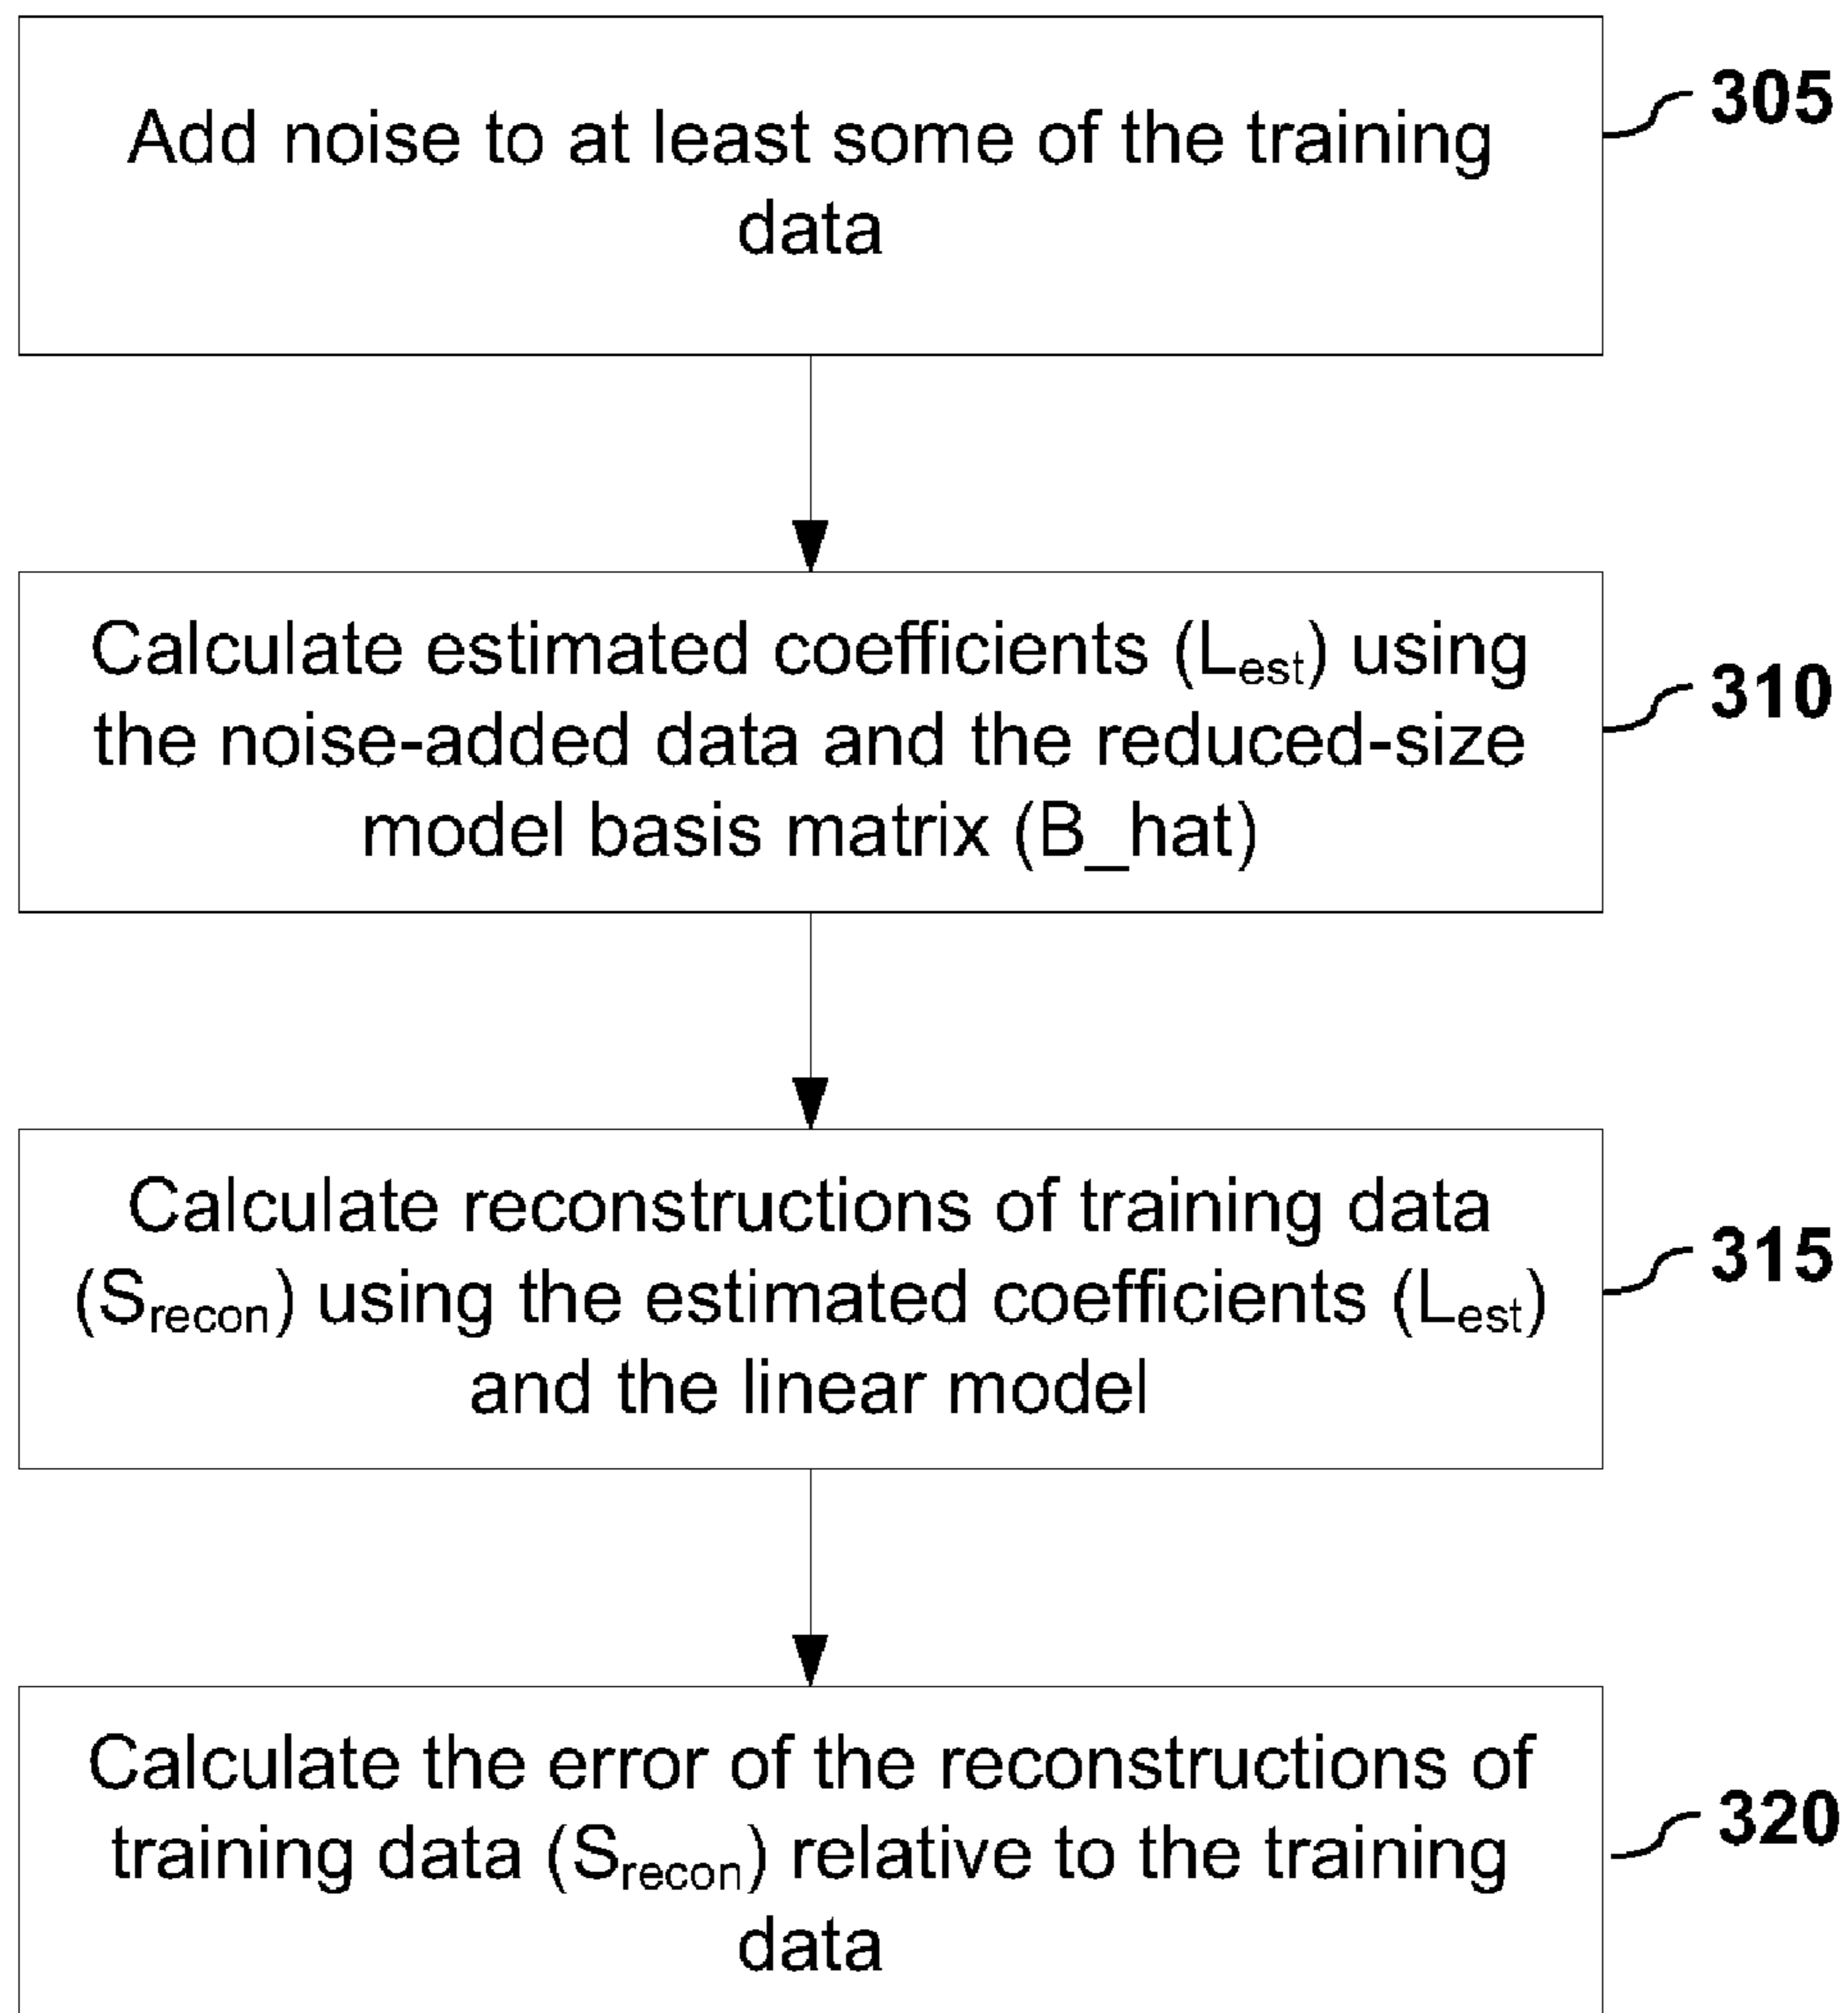 Add noise to at least some of the training
data
305
Calculate estimated coefficients (Lest) using
the noise-added data and the reduced-size
model basis matrix (B_hat)
310
Calculate reconstructions of training data
(Srecon) using the estimated coefficients (Lest)
and the linear model
315
Calculate the error of the reconstructions of
training data (Srecon) relative to the training
data
320